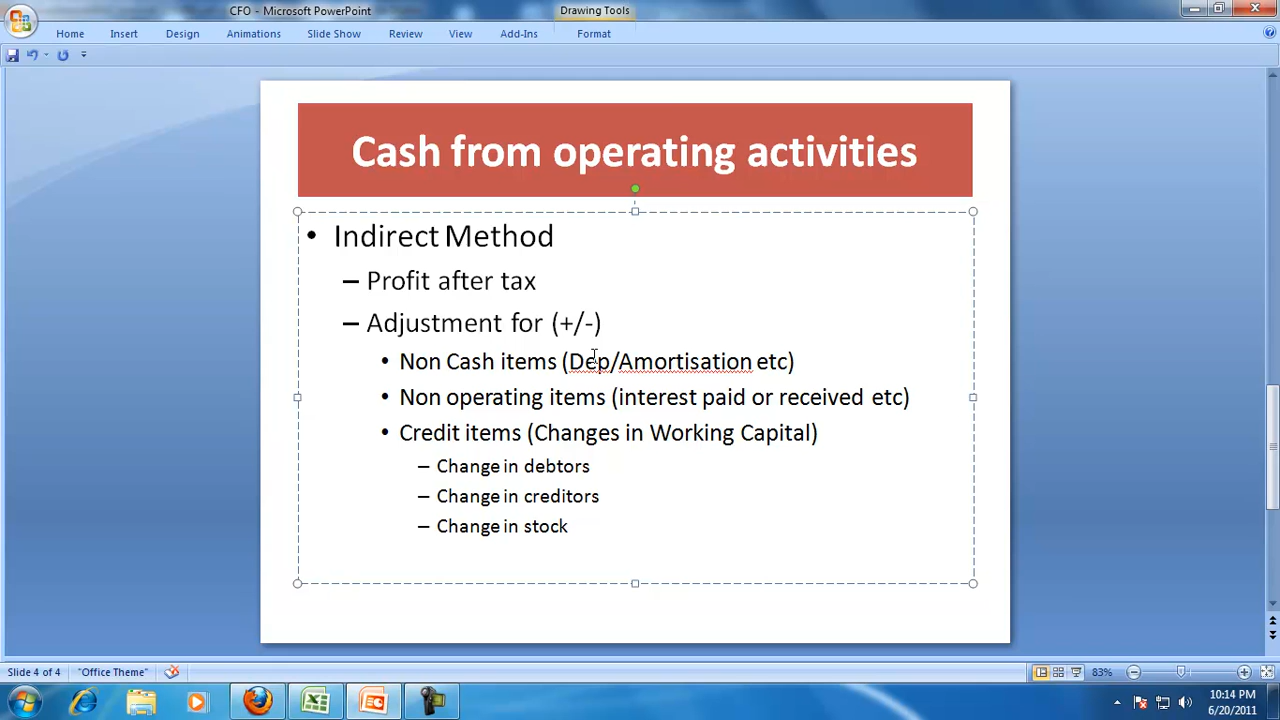 CFO - Microsoft PowerPoint
Drawing Tools
Home Insert Design Animations Slide Show Review View Add-Ins Format
Cash from operating activities
• Indirect Method
– Profit after tax
– Adjustment for (+/-)
• Non Cash items (Dep/Amortisation etc)
• Non operating items (interest paid or received etc)
• Credit items (Changes in Working Capital)
– Change in debtors
– Change in creditors
– Change in stock
Slide 4 of 4 "Office Theme" 83%
10:14 PM
6/20/2011